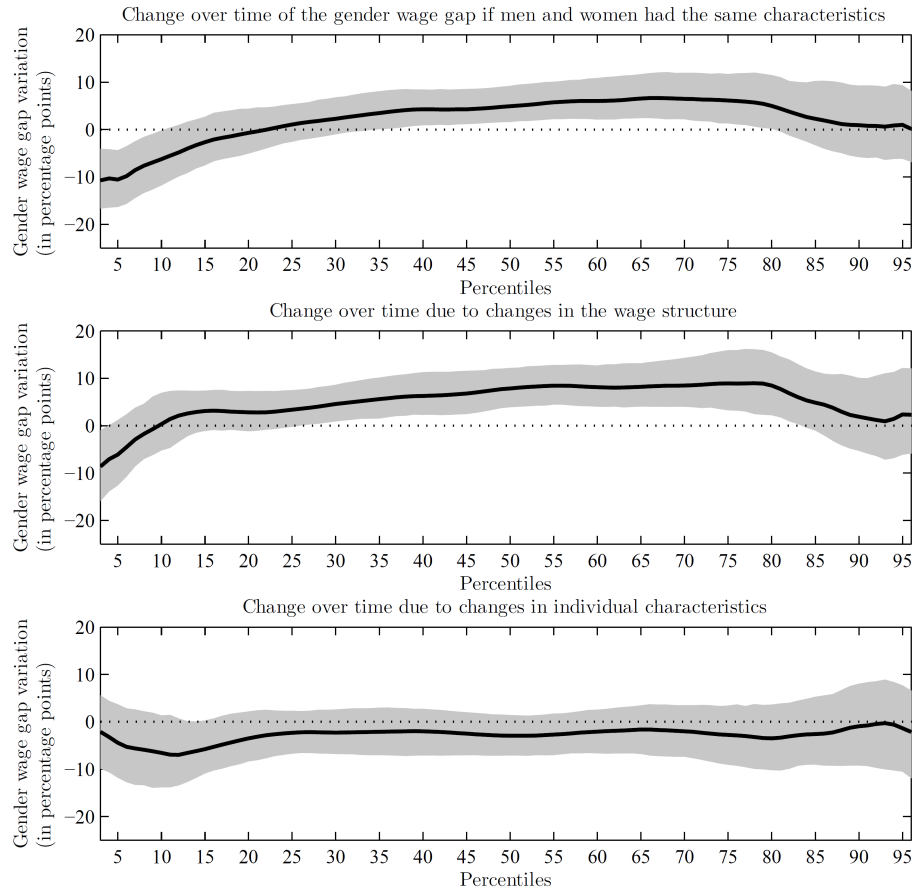 Change over time of the gender wage gap if men and women had the same characteristics
Gender wage gap variation
(in percentage points)
20
10
0
−10
−20
5 10 15 20 25 30 35 40 45 50 55 60 65 70 75 80 85 90 95
Percentiles
Change over time due to changes in the wage structure
Gender wage gap variation
(in percentage points)
20
10
0
−10
−20
5 10 15 20 25 30 35 40 45 50 55 60 65 70 75 80 85 90 95
Percentiles
Change over time due to changes in individual characteristics
Gender wage gap variation
(in percentage points)
20
10
0
−10
−20
5 10 15 20 25 30 35 40 45 50 55 60 65 70 75 80 85 90 95
Percentiles